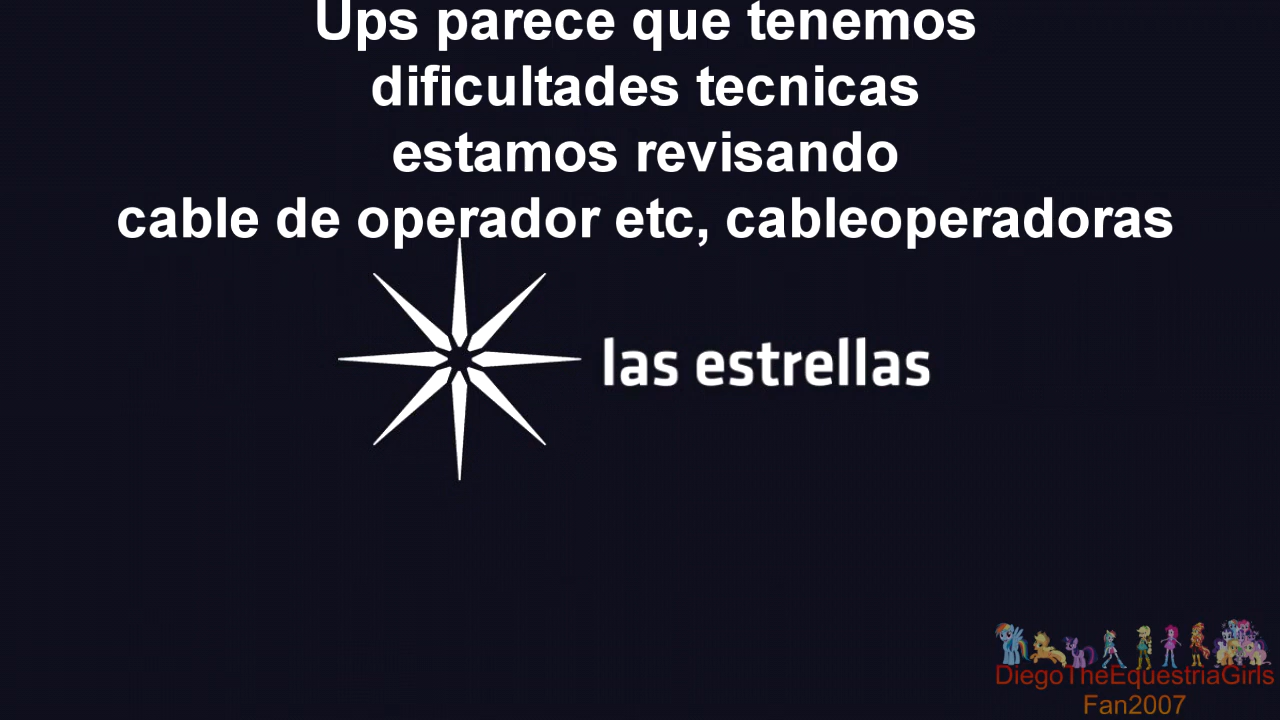 Ups parece que tenemos
dificultades tecnicas
estamos revisando
cable de operador etc, cableoperadoras
las estrellas
DiegoTheEquestriaGirls
Fan2007